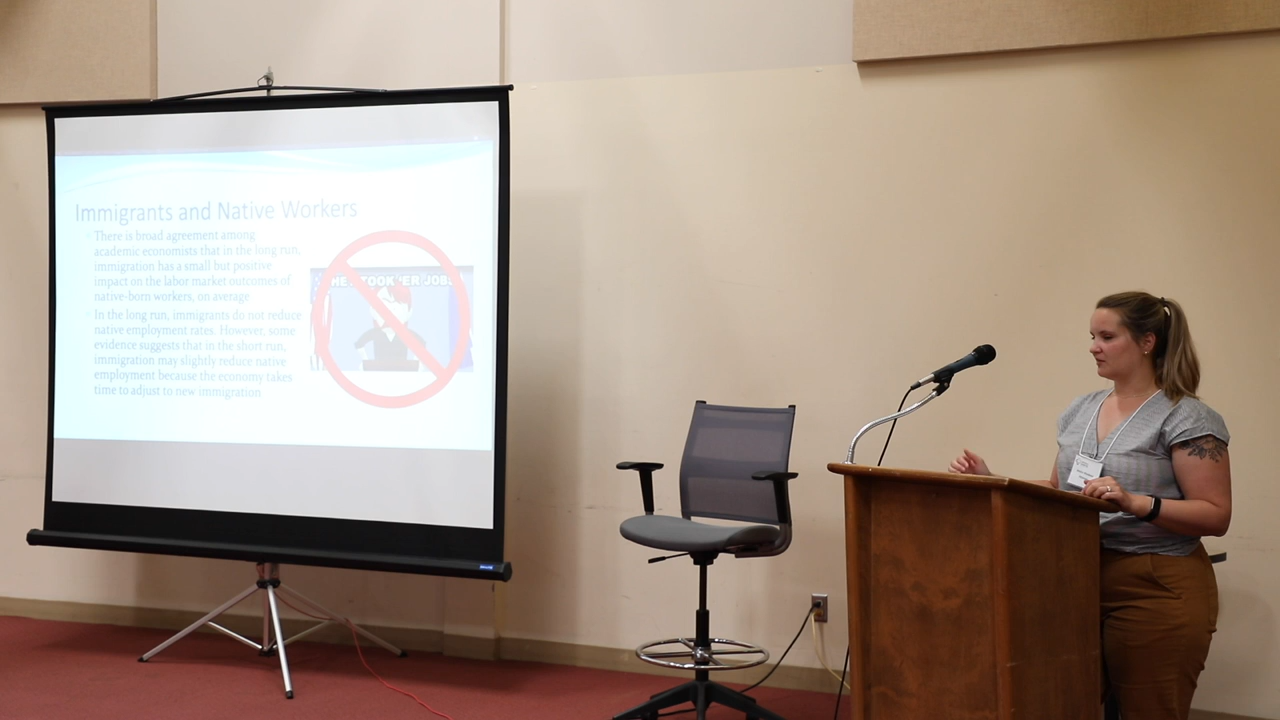 Immigrants and Native Workers
There is broad agreement among
academic economists that in the long run,
immigration has a small but positive
impact on the labor market outcomes of
native-born workers, on average
In the long run, immigrants do not reduce
native employment rates. However, some
evidence suggests that in the short run,
immigration may slightly reduce native
employment because the economy takes
time to adjust to new immigration
TOOK 'ER JOBS